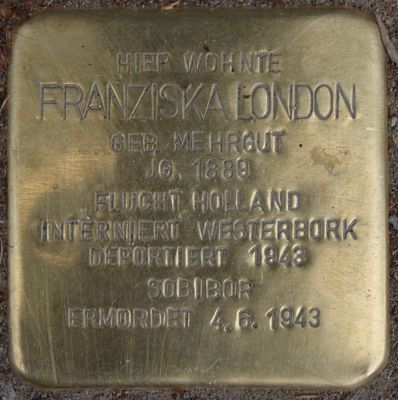 HIER WOHNTE
FRANZISKA LONDON
GEB. MEHRGUT
JG. 1889
FLUCHT HOLLAND
INTERNIERT WESTERBORK
DEPORTIERT 1943
SOBIBOR
ERMORDET 4.6.1943